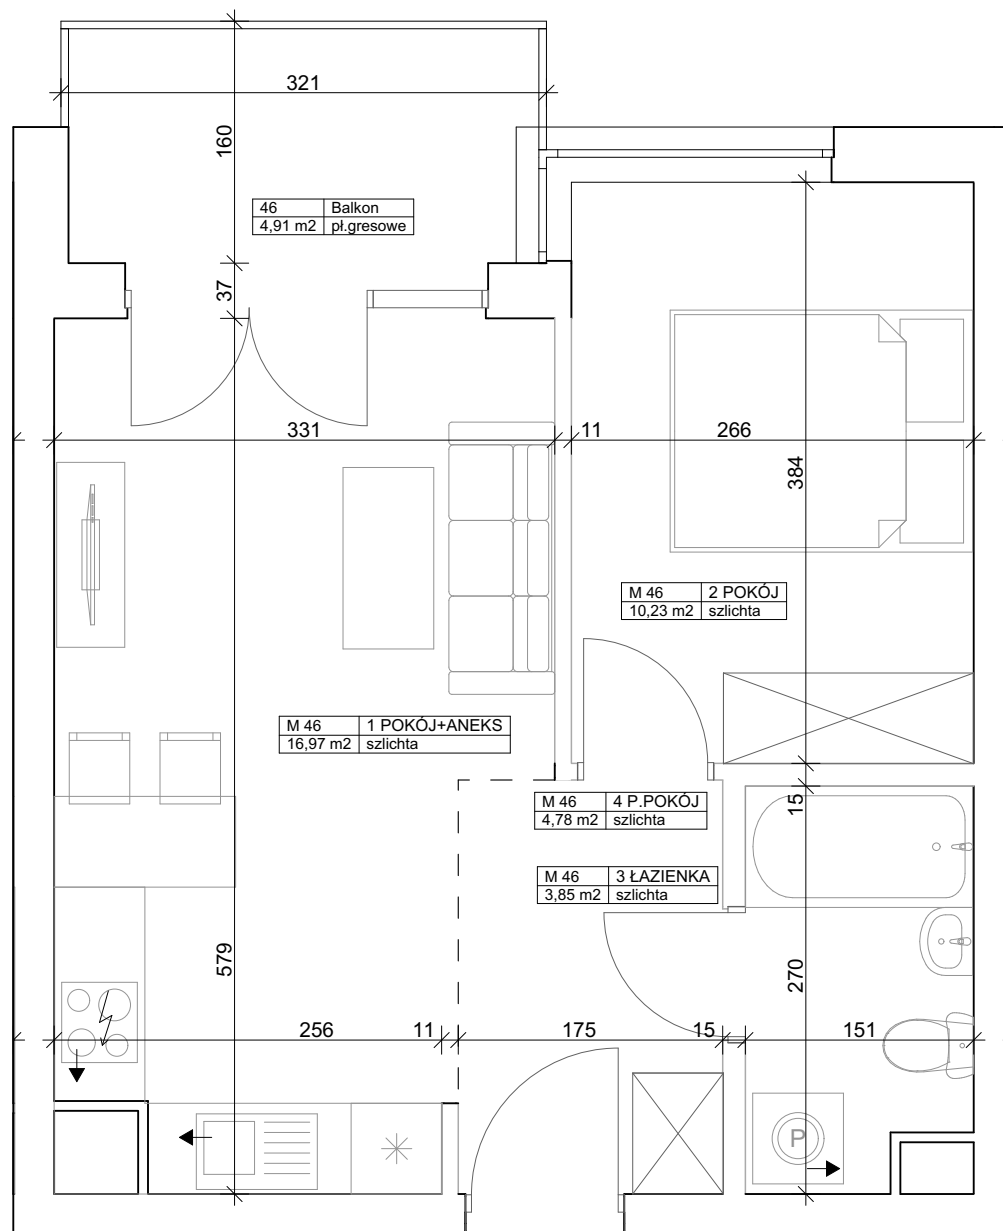 321
160
46 Balkon
4,91 m2 pł.gresowe
37
331 11 266
384
M 46 2 POKÓJ
10,23 m2 szlichta
M 46 1 POKÓJ+ANEKS
16,97 m2 szlichta
M 46 4 P.POKÓJ
4,78 m2 szlichta
15
M 46 3 ŁAZIENKA
3,85 m2 szlichta
579
270
256 11 175 15 151
P